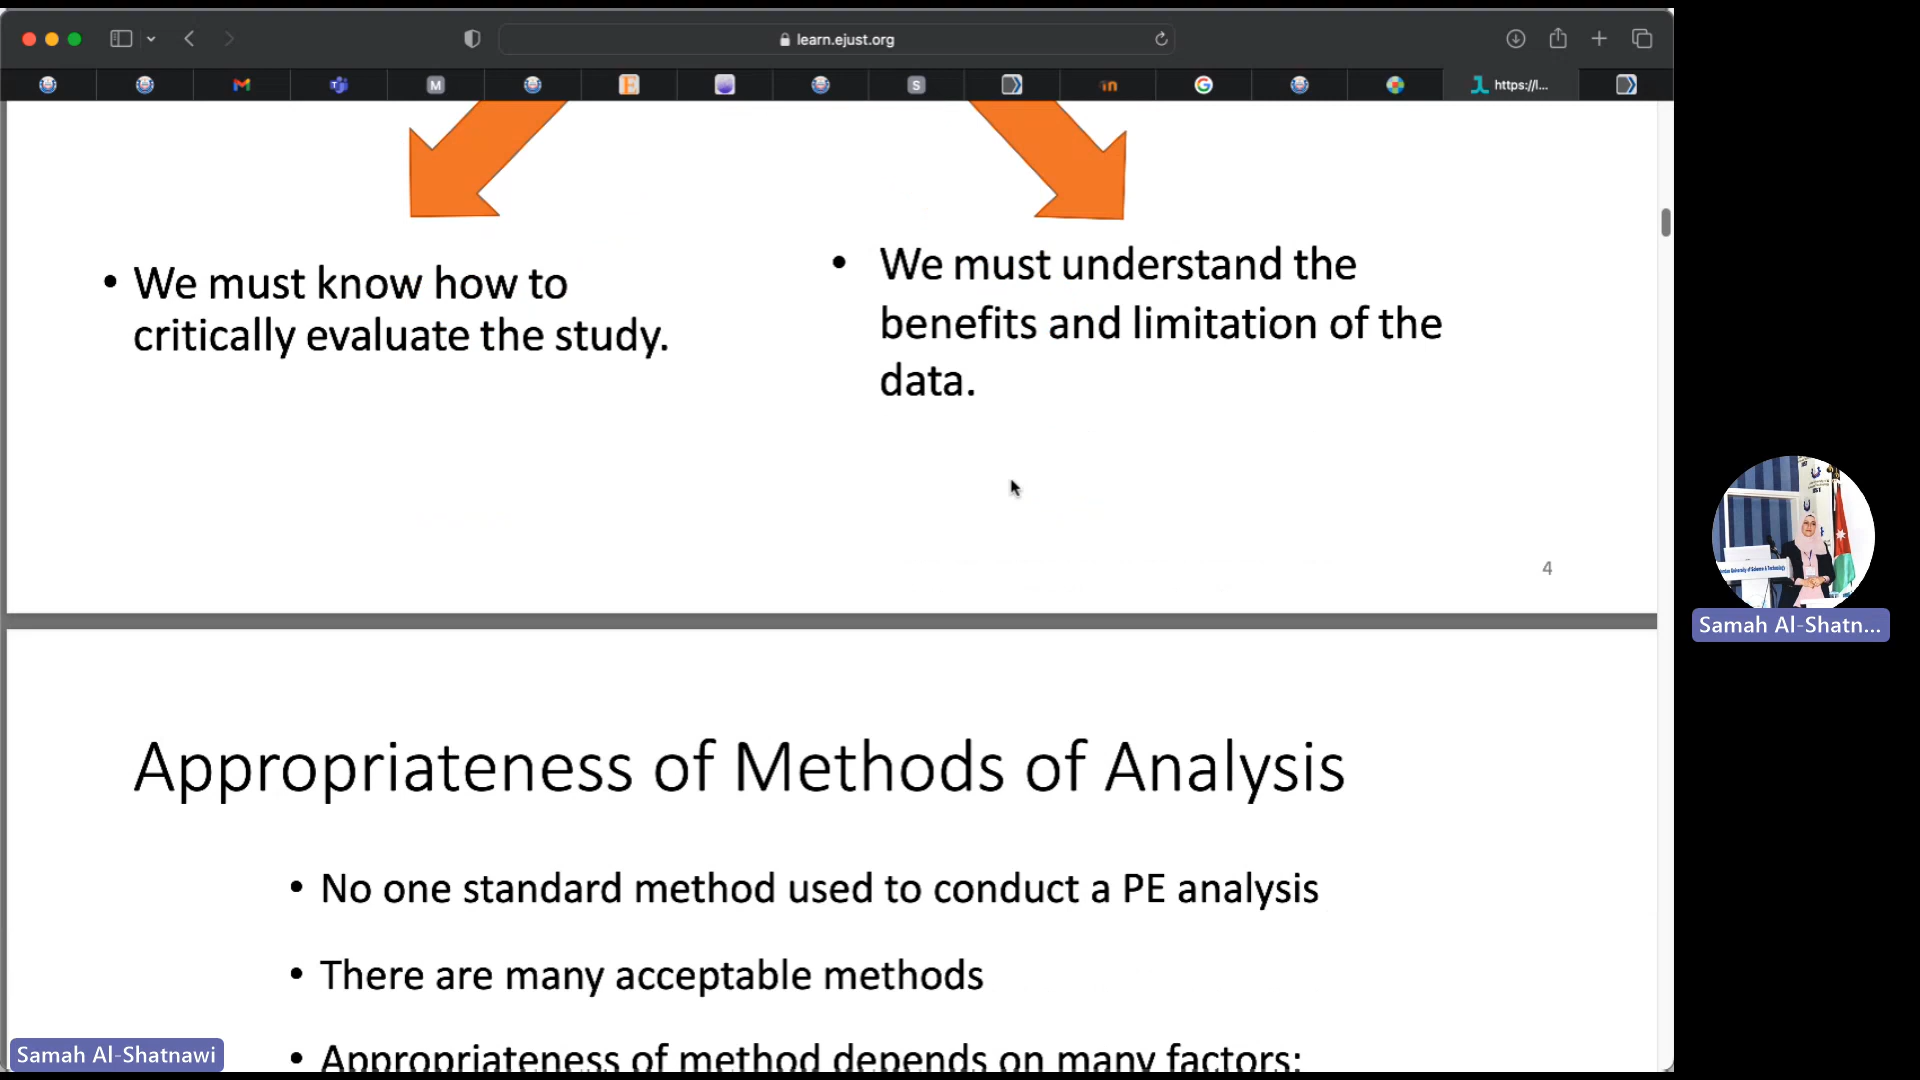 learn.ejust.org
M
S
in
G
https://l...
• We must know how to
critically evaluate the study.
• We must understand the
benefits and limitation of the
data.
4
Appropriateness of Methods of Analysis
• No one standard method used to conduct a PE analysis
• There are many acceptable methods
• Appropriateness of method depends on many factors:
Samah Al-Shatnawi
Samah Al-Shatn...